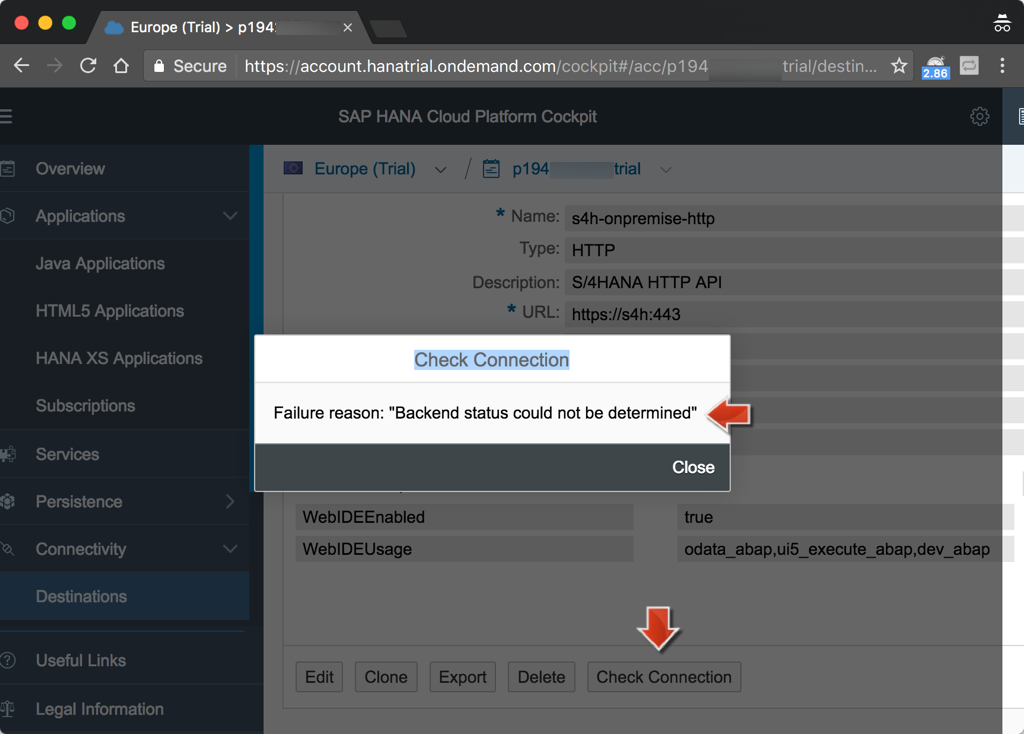 Europe (Trial) > p194
Secure https://account.hanatrial.ondemand.com/cockpit#/acc/p194 trial/destin...
2.86
SAP HANA Cloud Platform Cockpit
Overview
Applications
Java Applications
HTML5 Applications
HANA XS Applications
Subscriptions
Services
Persistence
Connectivity
Destinations
Useful Links
Legal Information
Europe (Trial) / p194 trial
* Name: s4h-onpremise-http
Type: HTTP
Description: S/4HANA HTTP API
* URL: https://s4h:443
Check Connection
Failure reason: "Backend status could not be determined"
Close
WebIDEEnabled true
WebIDEUsage odata_abap,ui5_execute_abap,dev_abap
Edit Clone Export Delete Check Connection